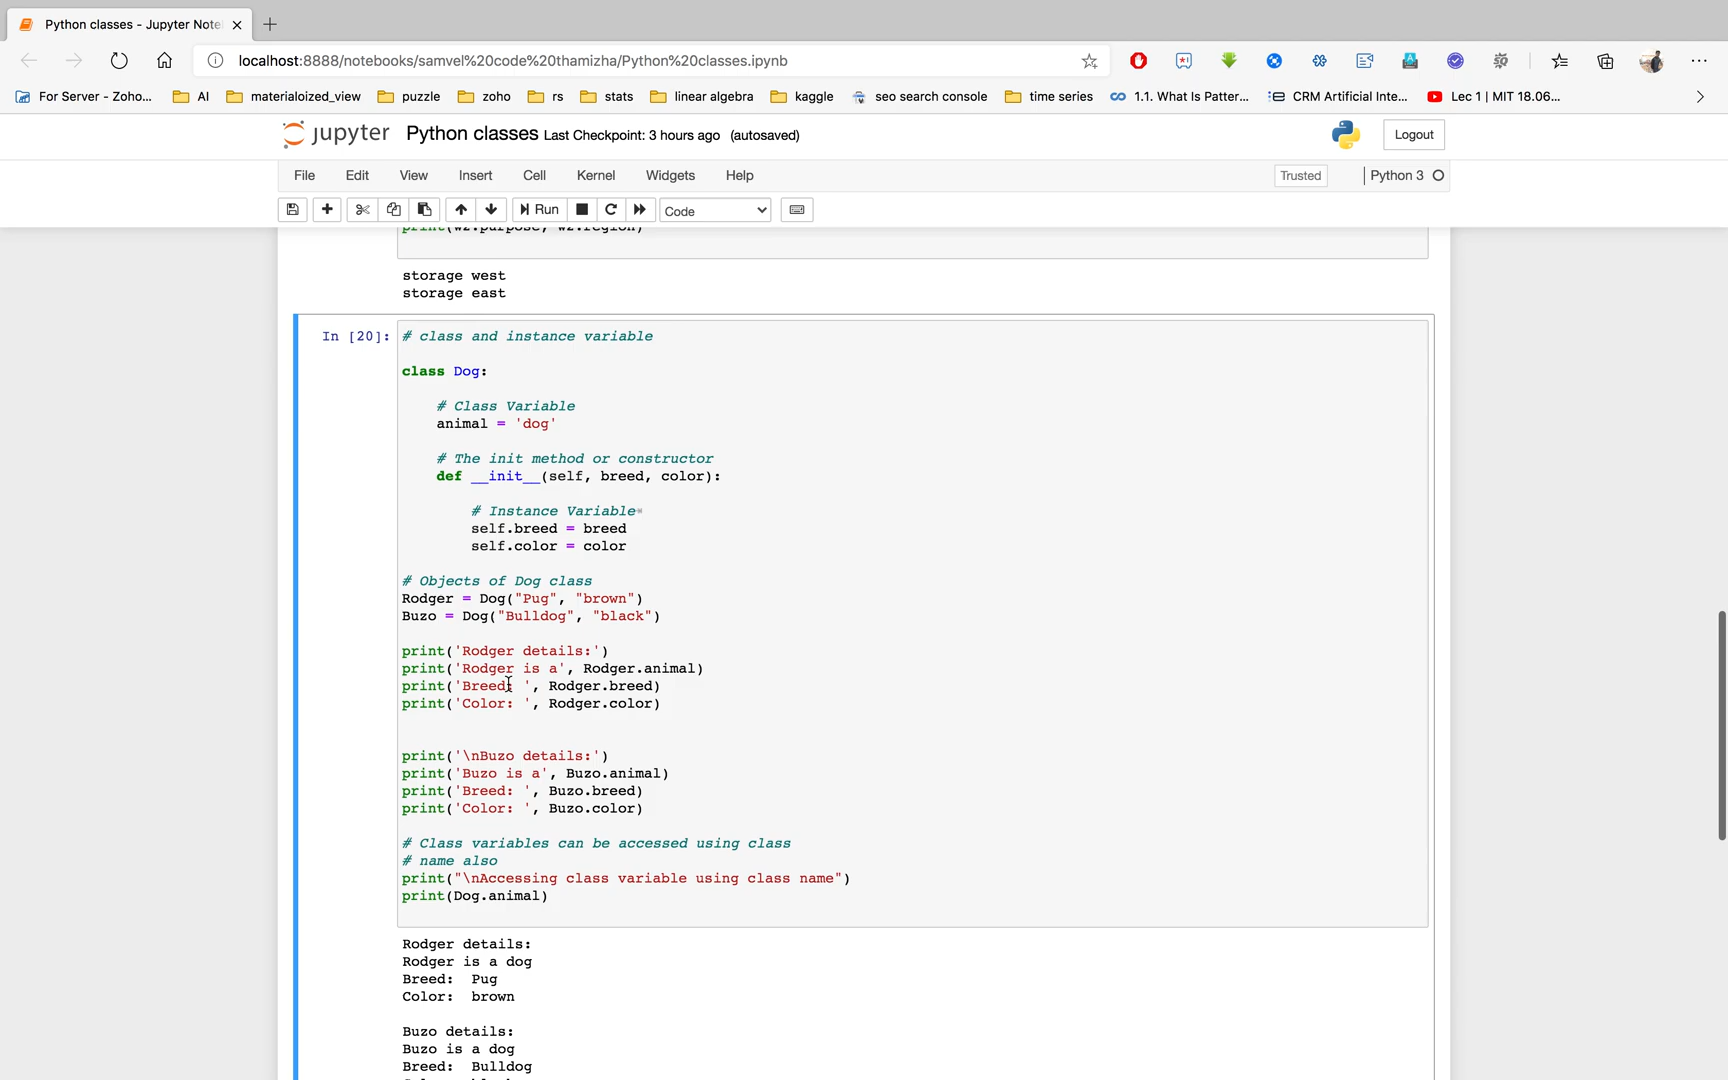 Python classes - Jupyter Note
localhost:8888/notebooks/samvel%20code%20thamizha/Python%20classes.ipynb
For Server - Zoho... AI materialoized_view puzzle zoho rs stats linear algebra kaggle seo search console time series 1.1. What Is Patter... CRM Artificial Inte... Lec 1 | MIT 18.06...
jupyter Python classes Last Checkpoint: 3 hours ago (autosaved) Logout
File Edit View Insert Cell Kernel Widgets Help Trusted Python 3
Run Code
print(wz.purpose, wz.region)
storage west
storage east
In [20]: # class and instance variable
class Dog:
# Class Variable
animal = 'dog'
# The init method or constructor
def __init__(self, breed, color):
# Instance Variable
self.breed = breed
self.color = color
# Objects of Dog class
Rodger = Dog("Pug", "brown")
Buzo = Dog("Bulldog", "black")
print('Rodger details:')
print('Rodger is a', Rodger.animal)
print('Breed: ', Rodger.breed)
print('Color: ', Rodger.color)
print('\nBuzo details:')
print('Buzo is a', Buzo.animal)
print('Breed: ', Buzo.breed)
print('Color: ', Buzo.color)
# Class variables can be accessed using class
# name also
print("\nAccessing class variable using class name")
print(Dog.animal)
Rodger details:
Rodger is a dog
Breed:  Pug
Color:  brown
Buzo details:
Buzo is a dog
Breed:  Bulldog